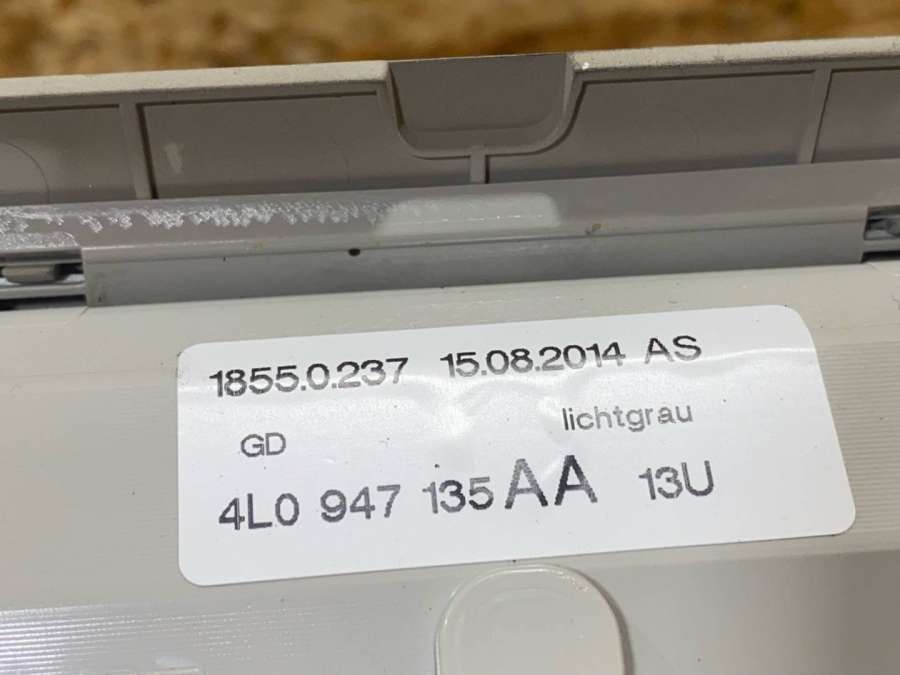 1855.0.237 15.08.2014 AS
GD lichtgrau
4L0 947 135 AA 13U